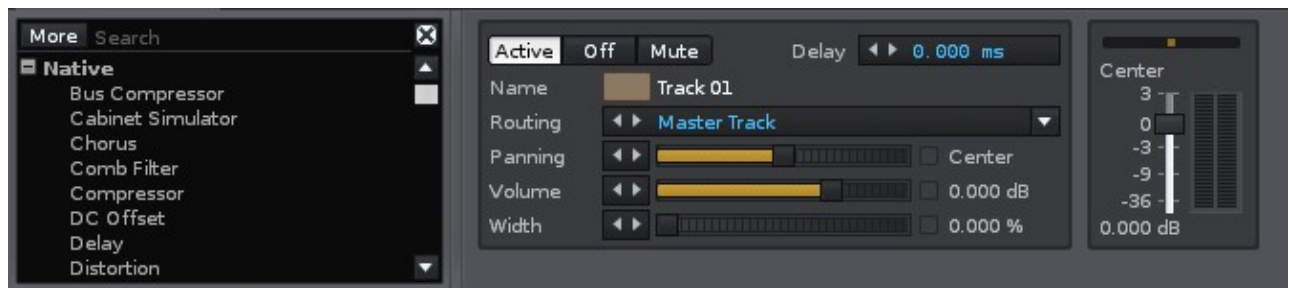 More Search
Native
Bus Compressor
Cabinet Simulator
Chorus
Comb Filter
Compressor
DC Offset
Delay
Distortion
Active Off Mute Delay 0.000 ms
Name Track 01
Routing Master Track
Panning Center
Volume 0.000 dB
Width 0.000 %
Center
3
0
-3
-9
-36
0.000 dB